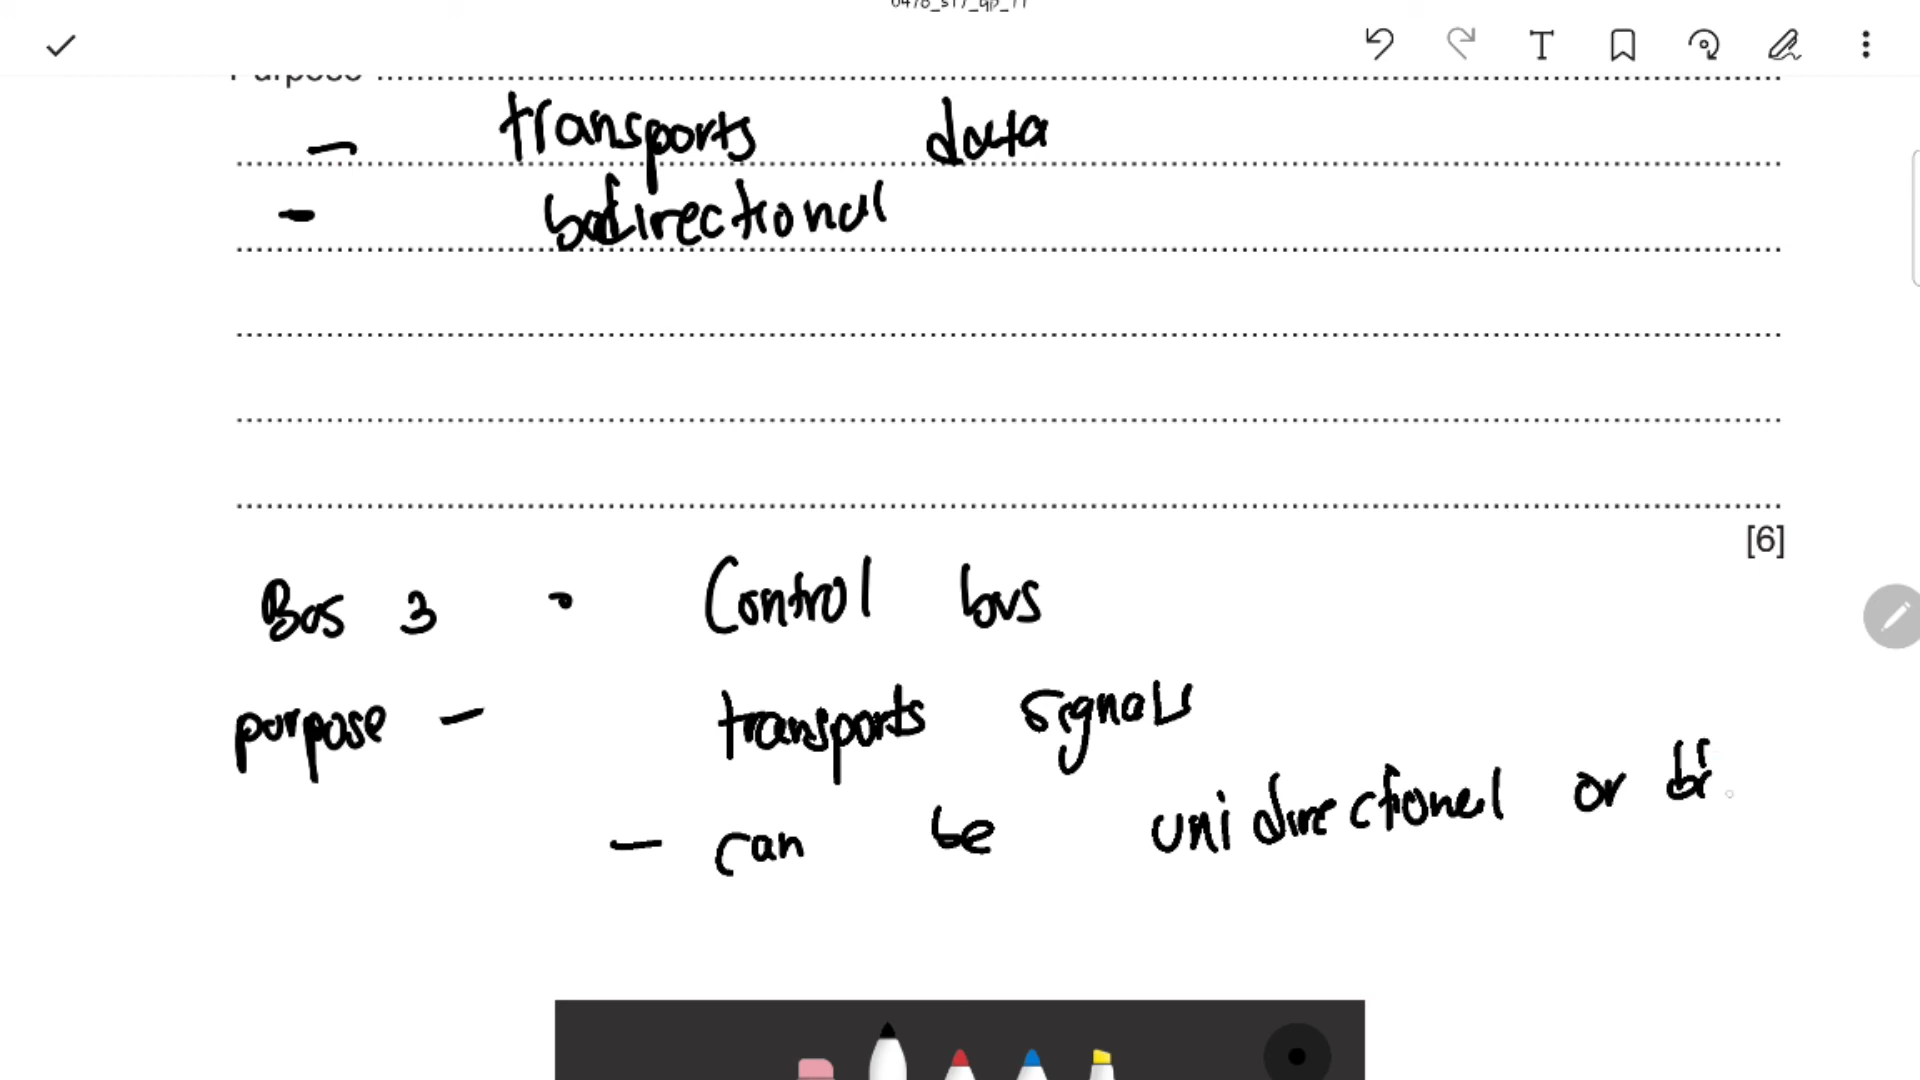 0478_s17_qp_11
Purpose
– transports data
- bidirectional
[6]
Bus 3 • Control bus
purpose – transports signals
– can be unidirectional or bi